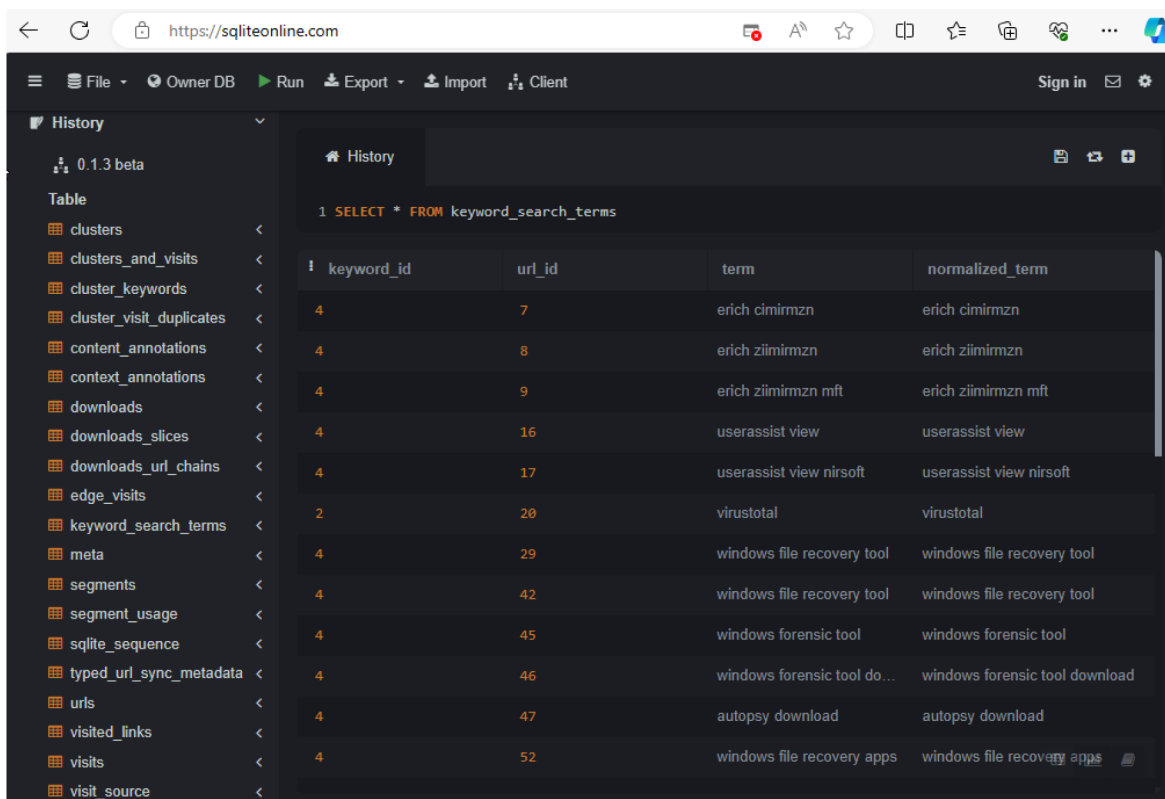 https://sqliteonline.com
File Owner DB Run Export Import Client Sign in
History
0.1.3 beta
Table
clusters
clusters_and_visits
cluster_keywords
cluster_visit_duplicates
content_annotations
context_annotations
downloads
downloads_slices
downloads_url_chains
edge_visits
keyword_search_terms
meta
segments
segment_usage
sqlite_sequence
typed_url_sync_metadata
urls
visited_links
visits
visit_source
History
1 SELECT * FROM keyword_search_terms
keyword_id url_id term normalized_term
4 7 erich cimirmzn erich cimirmzn
4 8 erich ziimirmzn erich ziimirmzn
4 9 erich ziimirmzn mft erich ziimirmzn mft
4 16 userassist view userassist view
4 17 userassist view nirsoft userassist view nirsoft
2 20 virustotal virustotal
4 29 windows file recovery tool windows file recovery tool
4 42 windows file recovery tool windows file recovery tool
4 45 windows forensic tool windows forensic tool
4 46 windows forensic tool do... windows forensic tool download
4 47 autopsy download autopsy download
4 52 windows file recovery apps windows file recovery apps